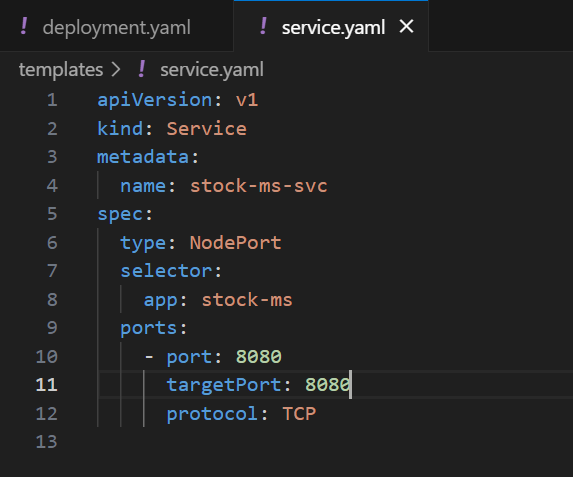 ! deployment.yaml ! service.yaml ×
templates > ! service.yaml
1 apiVersion: v1
2 kind: Service
3 metadata:
4 name: stock-ms-svc
5 spec:
6 type: NodePort
7 selector:
8 app: stock-ms
9 ports:
10 - port: 8080
11 targetPort: 8080
12 protocol: TCP
13